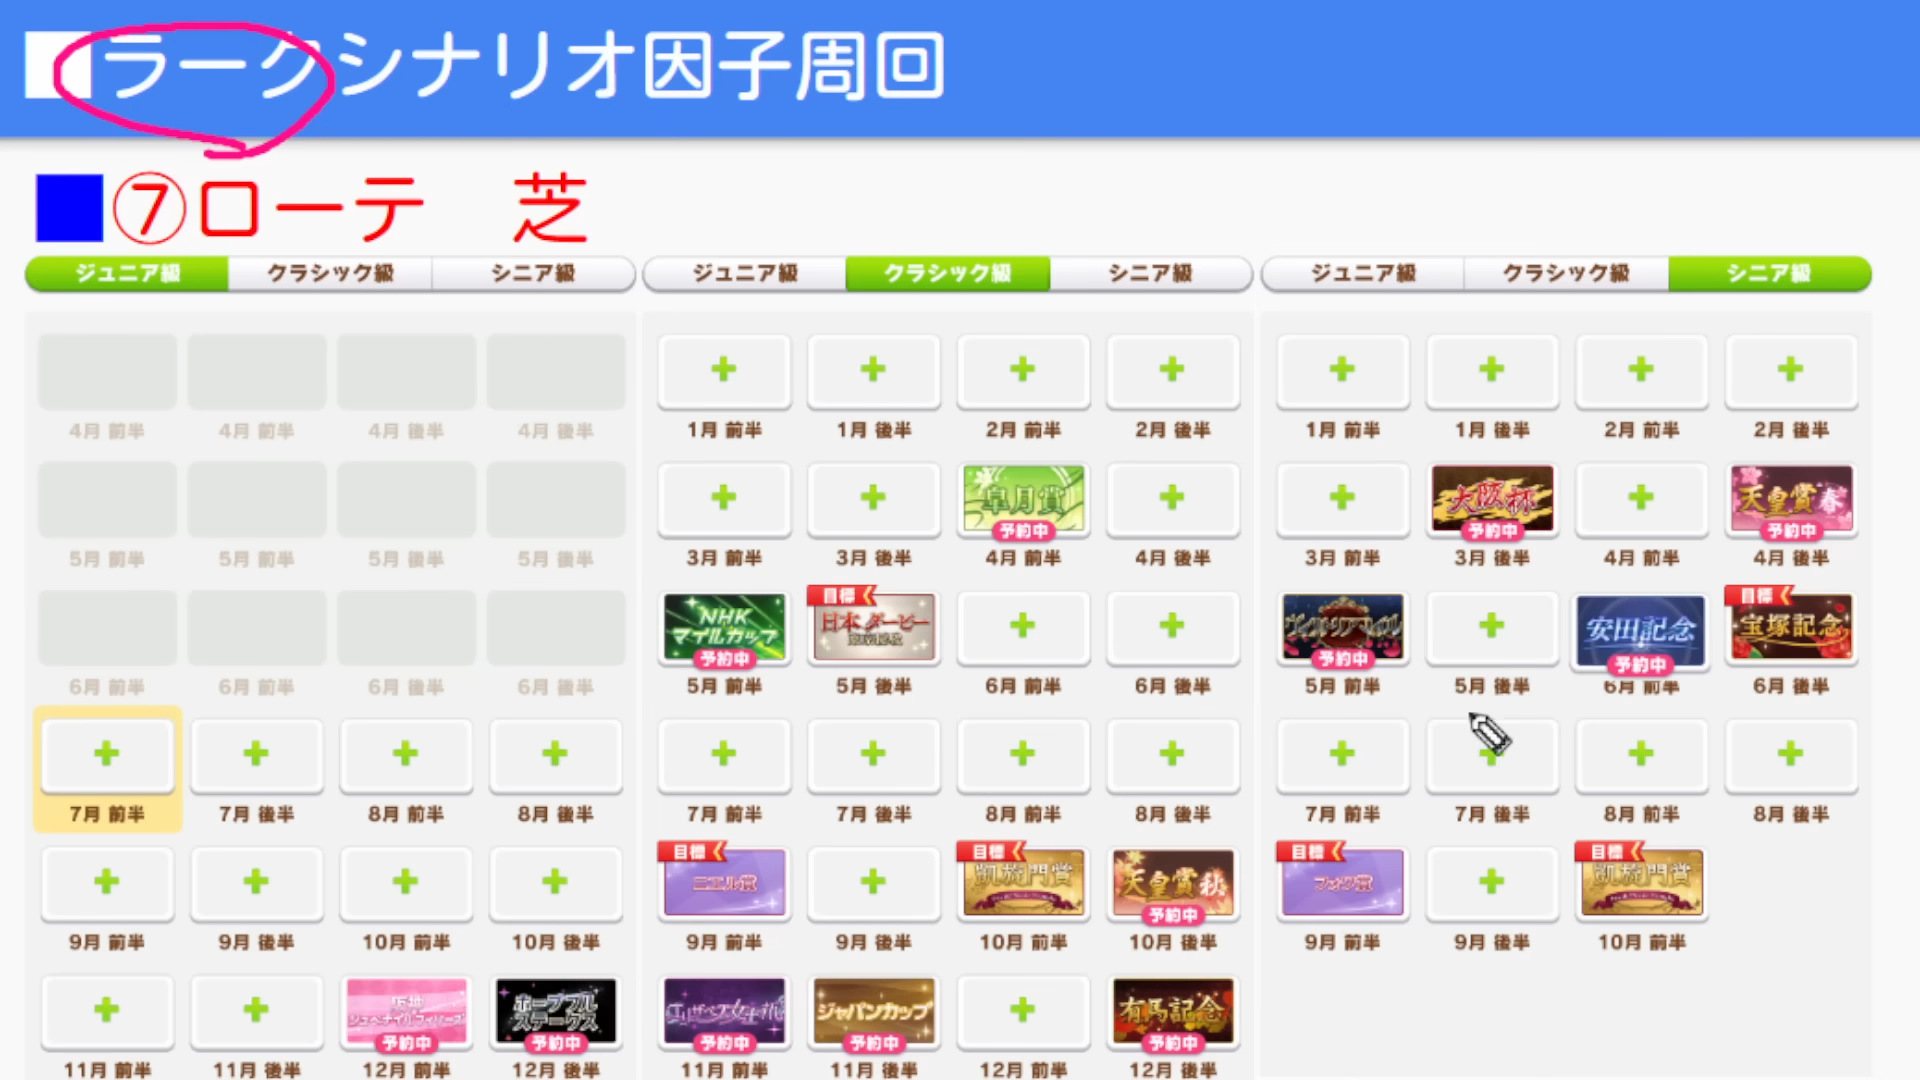 ラークシナリオ因子周回
⑦ローテ 芝
ジュニア級 クラシック級 シニア級 ジュニア級 クラシック級 シニア級 ジュニア級 クラシック級 シニア級
4月 前半 4月 前半 4月 後半 4月 後半 1月 前半 1月 後半 2月 前半 2月 後半 1月 前半 1月 後半 2月 前半 2月 後半
皐月賞 大阪杯 天皇賞 春
予約中 予約中 予約中
5月 前半 5月 前半 5月 後半 5月 後半 3月 前半 3月 後半 4月 前半 4月 後半 3月 前半 3月 後半 4月 前半 4月 後半
目標 目標
NHK マイルカップ 日本ダービー 東京優駿 ヴィクトリアマイル 安田記念 宝塚記念
予約中 予約中 予約中
6月 前半 6月 前半 6月 後半 6月 後半 5月 前半 5月 後半 6月 前半 6月 後半 5月 前半 5月 後半 6月 前半 6月 後半
7月 前半 7月 後半 8月 前半 8月 後半 7月 前半 7月 後半 8月 前半 8月 後半 7月 前半 7月 後半 8月 前半 8月 後半
目標 目標 目標 目標
ニエル賞 凱旋門賞 天皇賞 秋 フォワ賞 凱旋門賞
予約中
9月 前半 9月 後半 10月 前半 10月 後半 9月 前半 9月 後半 10月 前半 10月 後半 9月 前半 9月 後半 10月 前半
阪神ジュベナイルフィリーズ ホープフルステークス エリザベス女王杯 ジャパンカップ 有馬記念
予約中 予約中 予約中 予約中 予約中
11月 前半 11月 後半 12月 前半 12月 後半 11月 前半 11月 後半 12月 前半 12月 後半